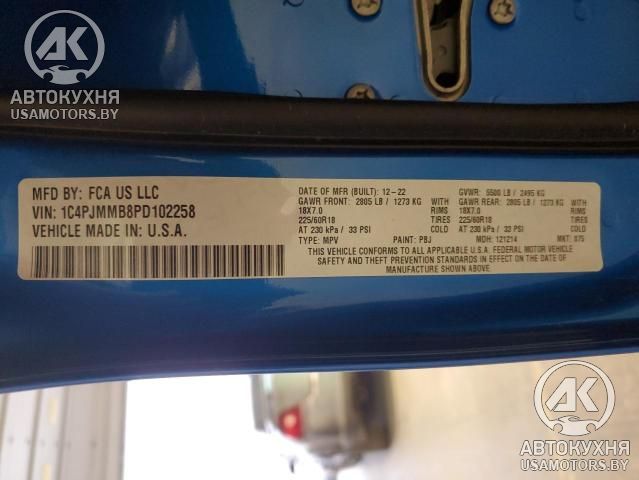 AK
АВТОКУХНЯ
USAMOTORS.BY
MFD BY: FCA US LLC
VIN: 1C4PJMMB8PD102258
VEHICLE MADE IN: U.S.A.
DATE OF MFR (BUILT): 12-22 GVWR: 5500 LB / 2495 KG
GAWR FRONT: 2805 LB / 1273 KG WITH GAWR REAR: 2805 LB / 1273 KG WITH
18X7.0 RIMS 18X7.0 RIMS
225/60R18 TIRES 225/60R18 TIRES
AT 230 kPa / 33 PSI COLD AT 230 kPa / 33 PSI COLD
TYPE: MPV PAINT: PBJ MDH: 121214 MKT: 875
THIS VEHICLE CONFORMS TO ALL APPLICABLE U.S.A. FEDERAL MOTOR VEHICLE
SAFETY AND THEFT PREVENTION STANDARDS IN EFFECT ON THE DATE OF
MANUFACTURE SHOWN ABOVE.
AK
АВТОКУХНЯ
USAMOTORS.BY